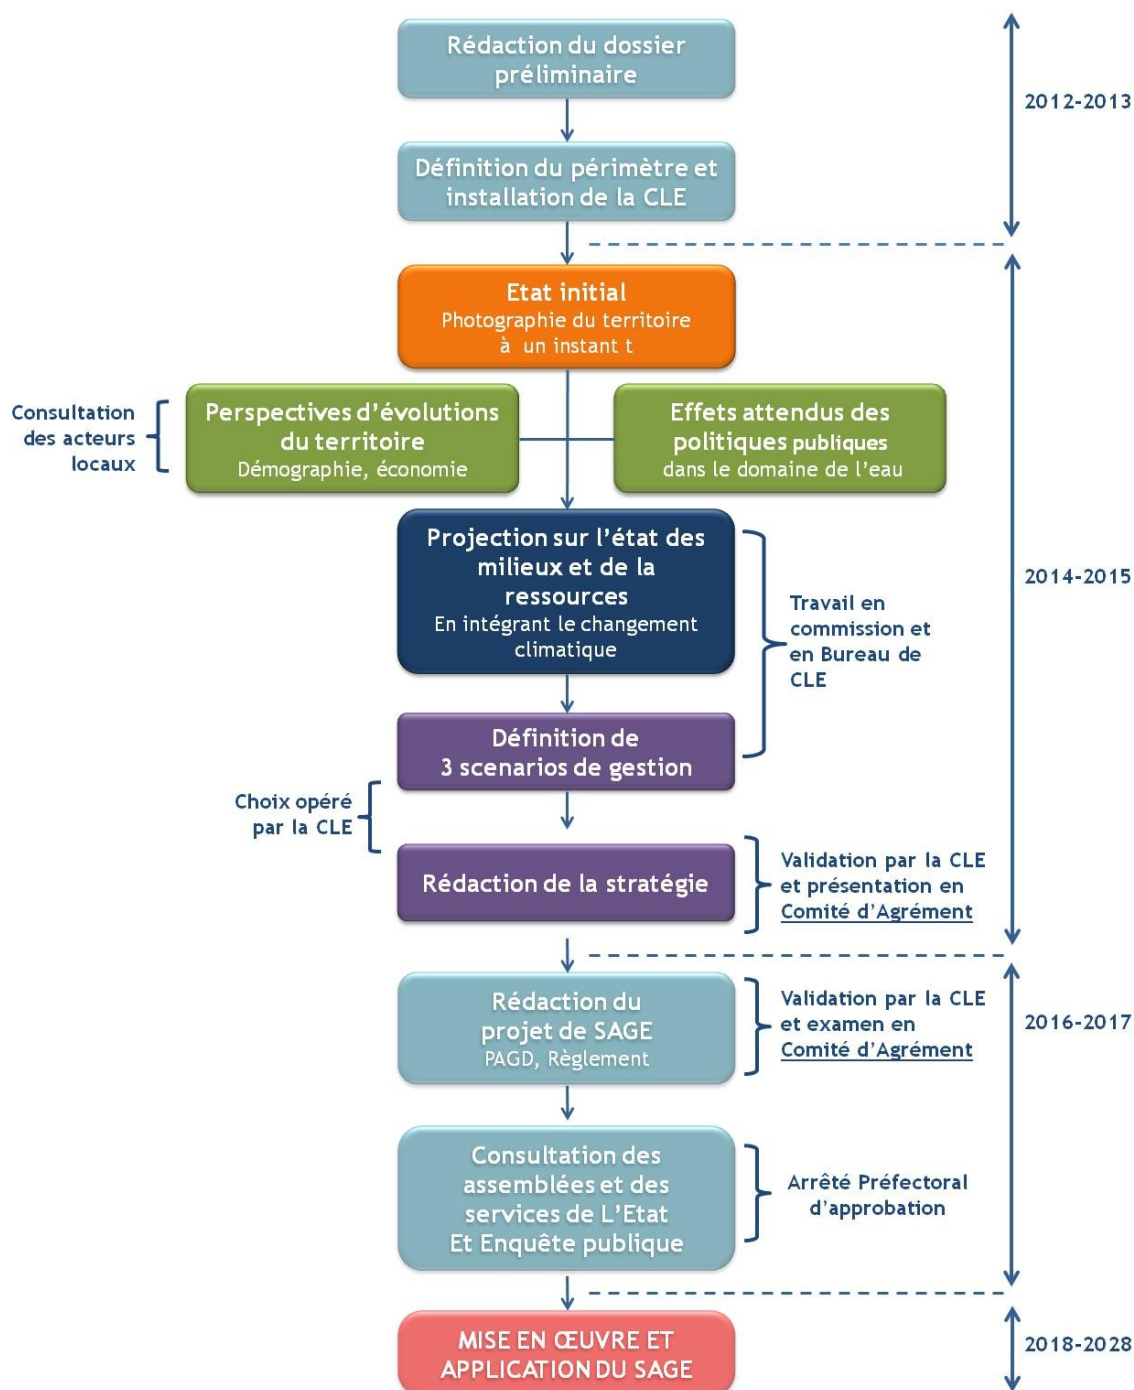 Rédaction du dossier
préliminaire
2012-2013
Définition du périmètre et
installation de la CLE
Etat initial
Photographie du territoire
à un instant t
Consultation
des acteurs
locaux
Perspectives d'évolutions
du territoire
Démographie, économie
Effets attendus des
politiques publiques
dans le domaine de l'eau
Projection sur l'état des
milieux et de la
ressources
En intégrant le changement
climatique
2014-2015
Travail en
commission et
en Bureau de
CLE
Définition de
3 scenarios de gestion
Choix opéré
par la CLE
Rédaction de la stratégie
Validation par la CLE
et présentation en
Comité d'Agrément
Rédaction du
projet de SAGE
PAGD, Règlement
Validation par la CLE
et examen en
Comité d'Agrément
2016-2017
Consultation des
assemblées et des
services de L'Etat
Et Enquête publique
Arrêté Préfectoral
d'approbation
MISE EN ŒUVRE ET
APPLICATION DU SAGE
2018-2028